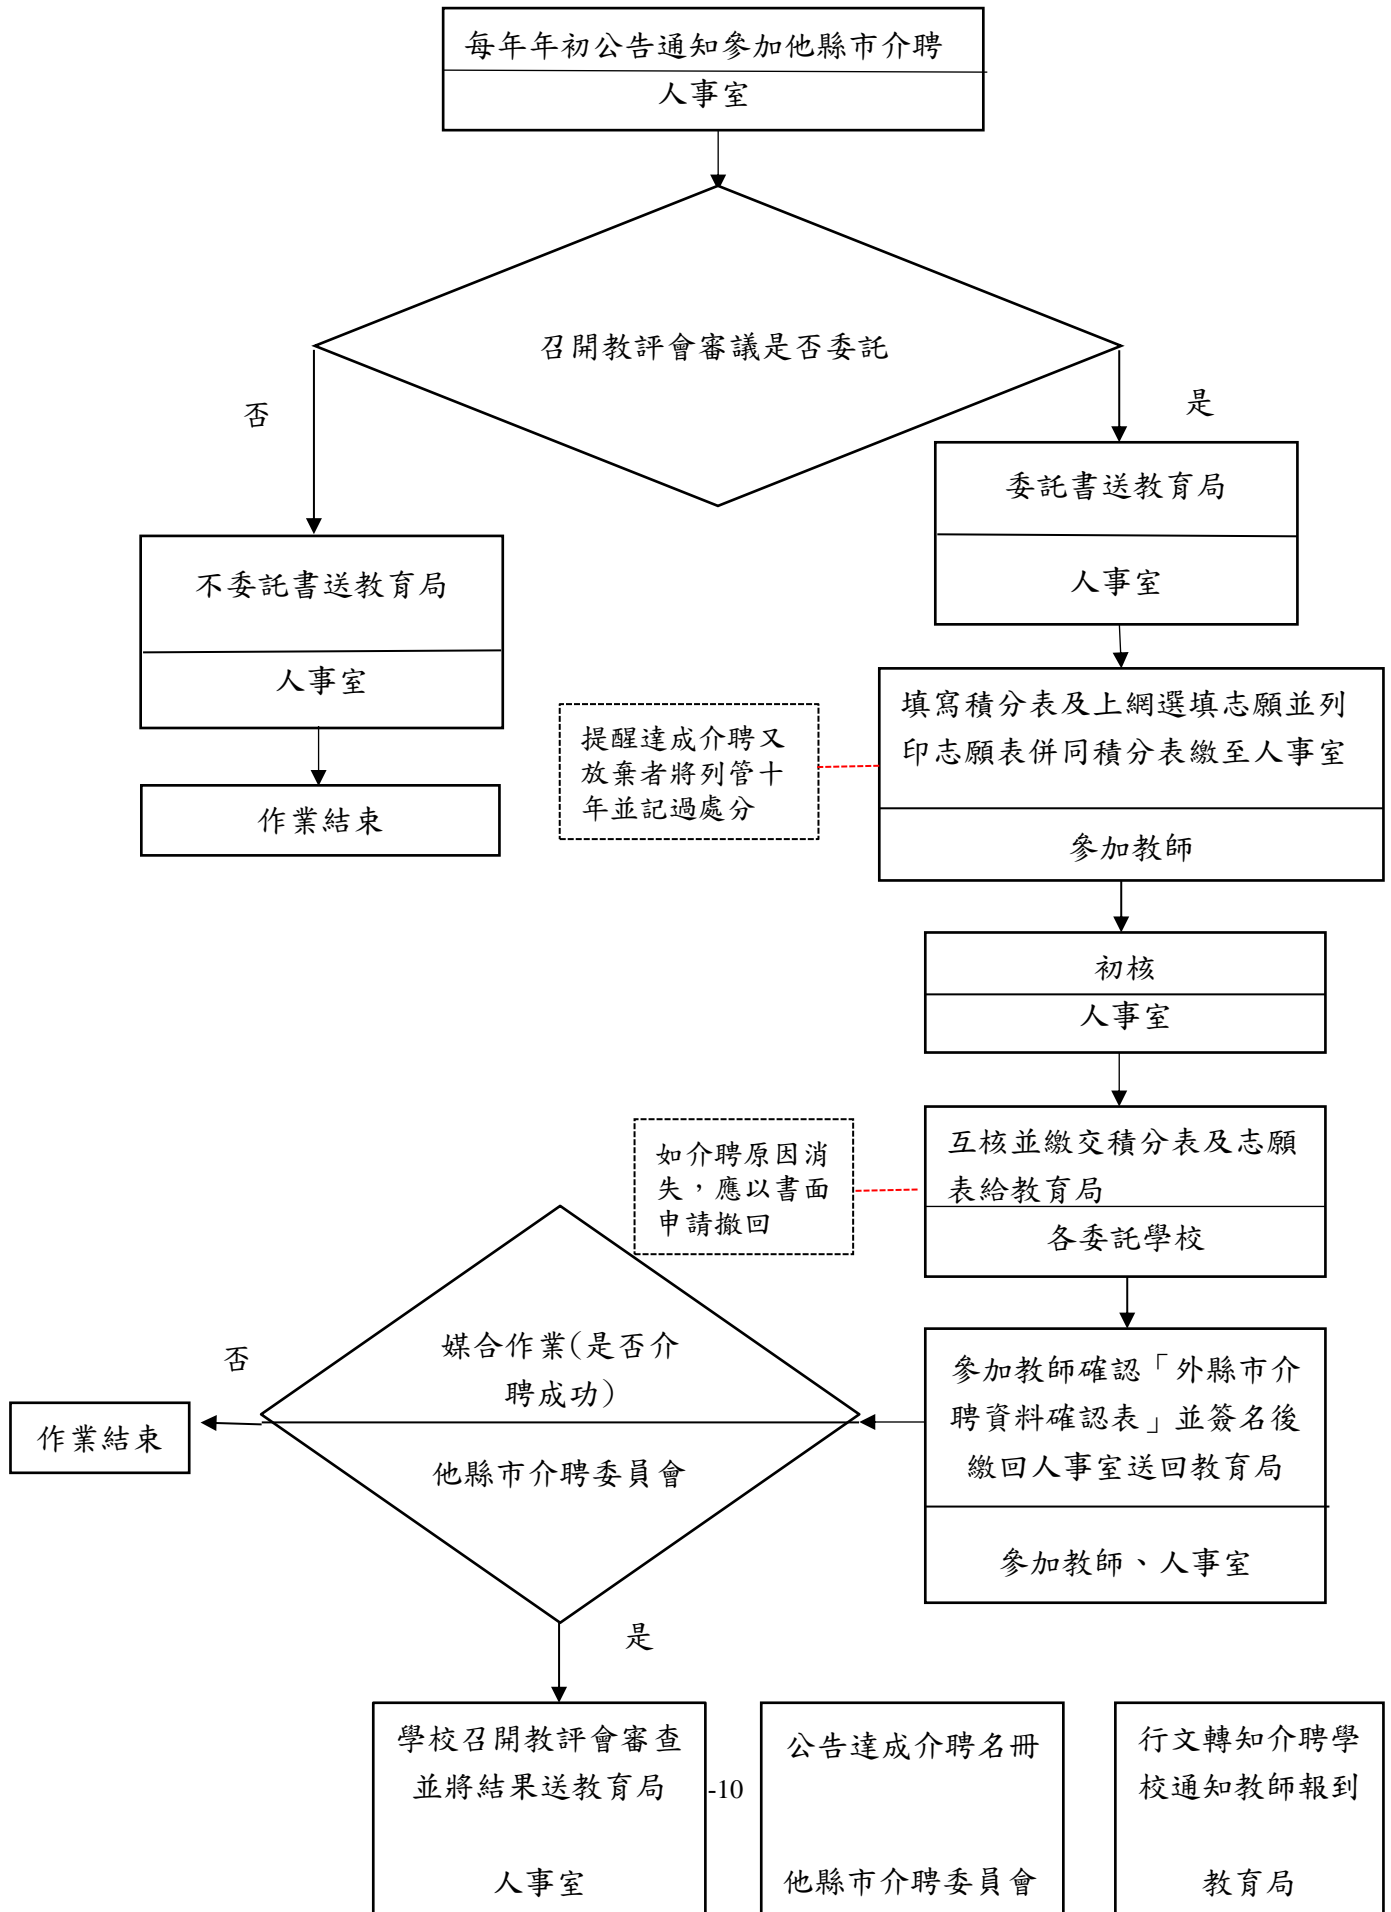 每年年初公告通知參加他縣市介聘
人事室
召開教評會審議是否委託
否
是
委託書送教育局
人事室
不委託書送教育局
人事室
作業結束
填寫積分表及上網選填志願並列
印志願表併同積分表繳至人事室
參加教師
提醒達成介聘又
放棄者將列管十
年並記過處分
初核
人事室
互核並繳交積分表及志願
表給教育局
各委託學校
如介聘原因消
失，應以書面
申請撤回
參加教師確認「外縣市介
聘資料確認表」並簽名後
繳回人事室送回教育局
參加教師、人事室
媒合作業(是否介
聘成功)
他縣市介聘委員會
否
作業結束
是
學校召開教評會審查
並將結果送教育局
人事室
-10
公告達成介聘名冊
他縣市介聘委員會
行文轉知介聘學
校通知教師報到
教育局